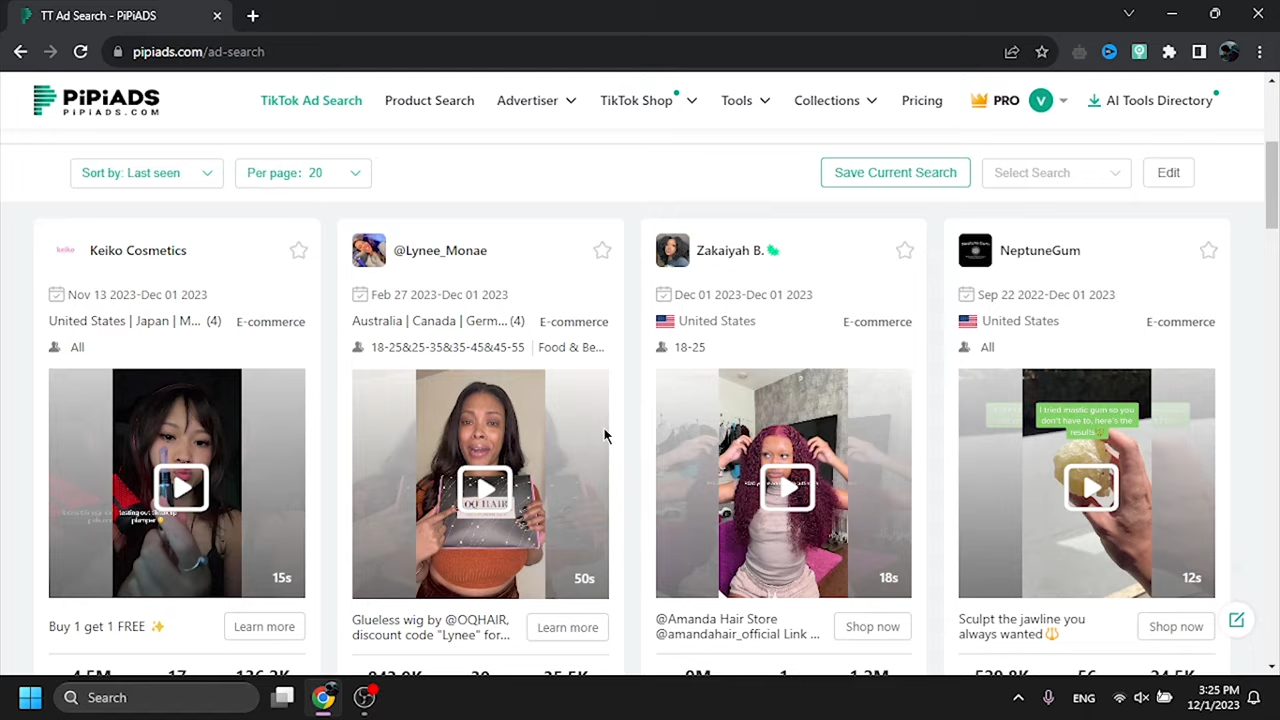 TT Ad Search - PiPiADS
pipiads.com/ad-search
PiPiADS
PIPIADS.COM
TikTok Ad Search
Product Search
Advertiser
TikTok Shop
Tools
Collections
Pricing
PRO
V
AI Tools Directory
Sort by: Last seen
Per page: 20
Save Current Search
Select Search
Edit
keiko
Keiko Cosmetics
Nov 13 2023-Dec 01 2023
United States | Japan | M... (4)
E-commerce
All
15s
Buy 1 get 1 FREE ✨
Learn more
@Lynee_Monae
Feb 27 2023-Dec 01 2023
Australia | Canada | Germ... (4)
E-commerce
18-25&25-35&35-45&45-55
Food & Be...
OQ HAIR
50s
Glueless wig by @OQHAIR,
discount code "Lynee" for...
Learn more
Zakaiyah B.
Dec 01 2023-Dec 01 2023
United States
E-commerce
18-25
18s
@Amanda Hair Store
@amandahair_official Link ...
Shop now
NeptuneGum
Sep 22 2022-Dec 01 2023
United States
E-commerce
All
I tried mastic gum so you
don't have to, here's the
results
12s
Sculpt the jawline you
always wanted🔱
Shop now
Search
ENG
3:25 PM
12/1/2023